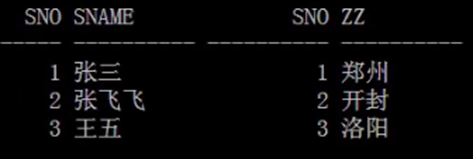 SNO SNAME SNO ZZ
----- ---------- ---------- ----------
1 张三 1 郑州
2 张飞飞 2 开封
3 王五 3 洛阳